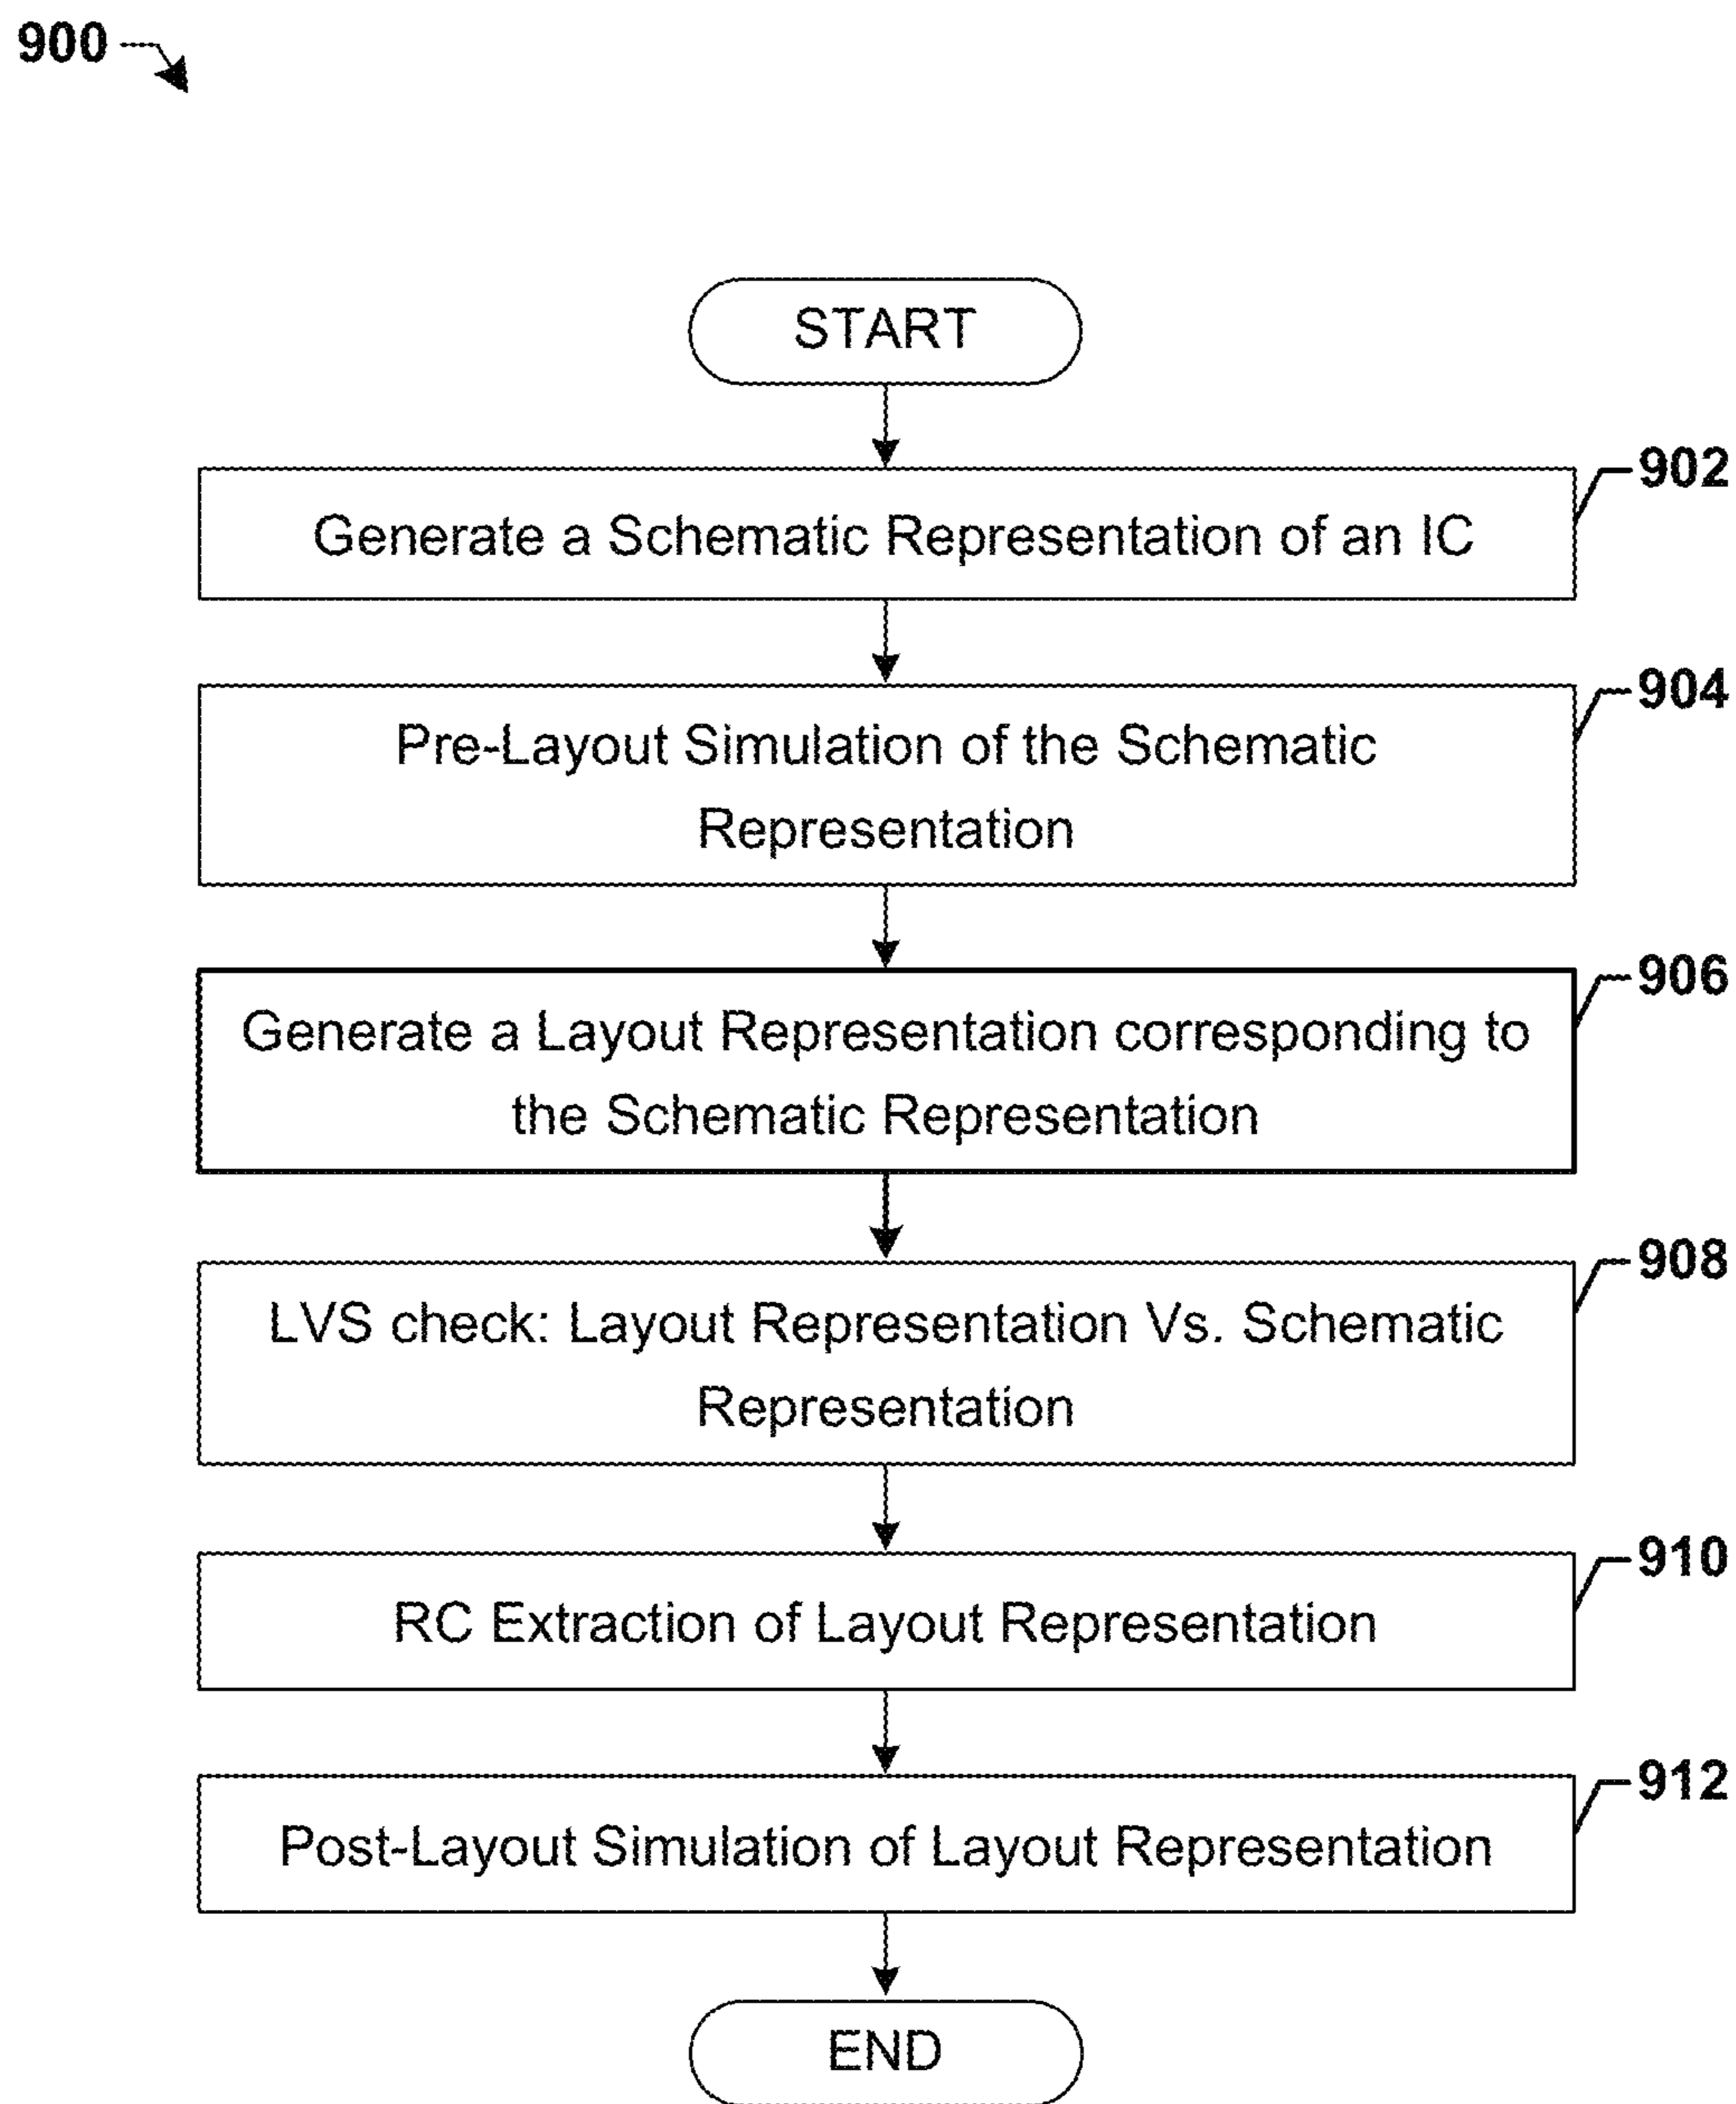 900
START
902
Generate a Schematic Representation of an IC
904
Pre-Layout Simulation of the Schematic
Representation
906
Generate a Layout Representation corresponding to
the Schematic Representation
908
LVS check: Layout Representation Vs. Schematic
Representation
910
RC Extraction of Layout Representation
912
Post-Layout Simulation of Layout Representation
END